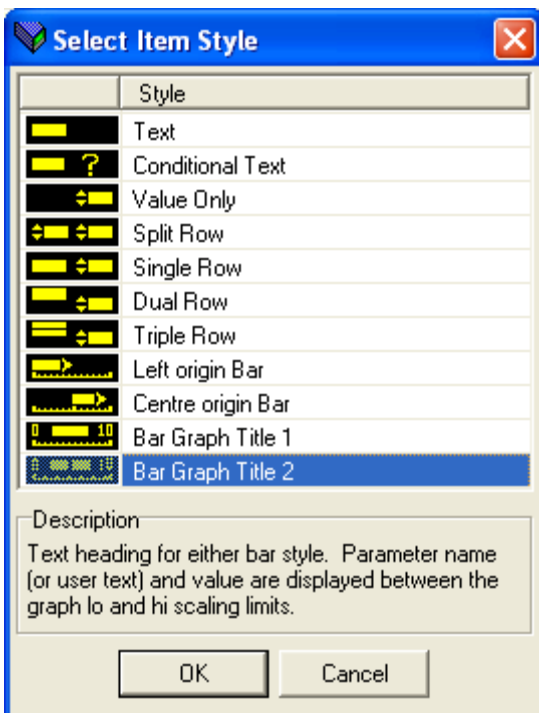 Select Item Style
Style
Text
? Conditional Text
Value Only
Split Row
Single Row
Dual Row
Triple Row
Left origin Bar
Centre origin Bar
0 10 Bar Graph Title 1
Bar Graph Title 2
Description
Text heading for either bar style. Parameter name
(or user text) and value are displayed between the
graph lo and hi scaling limits.
OK Cancel